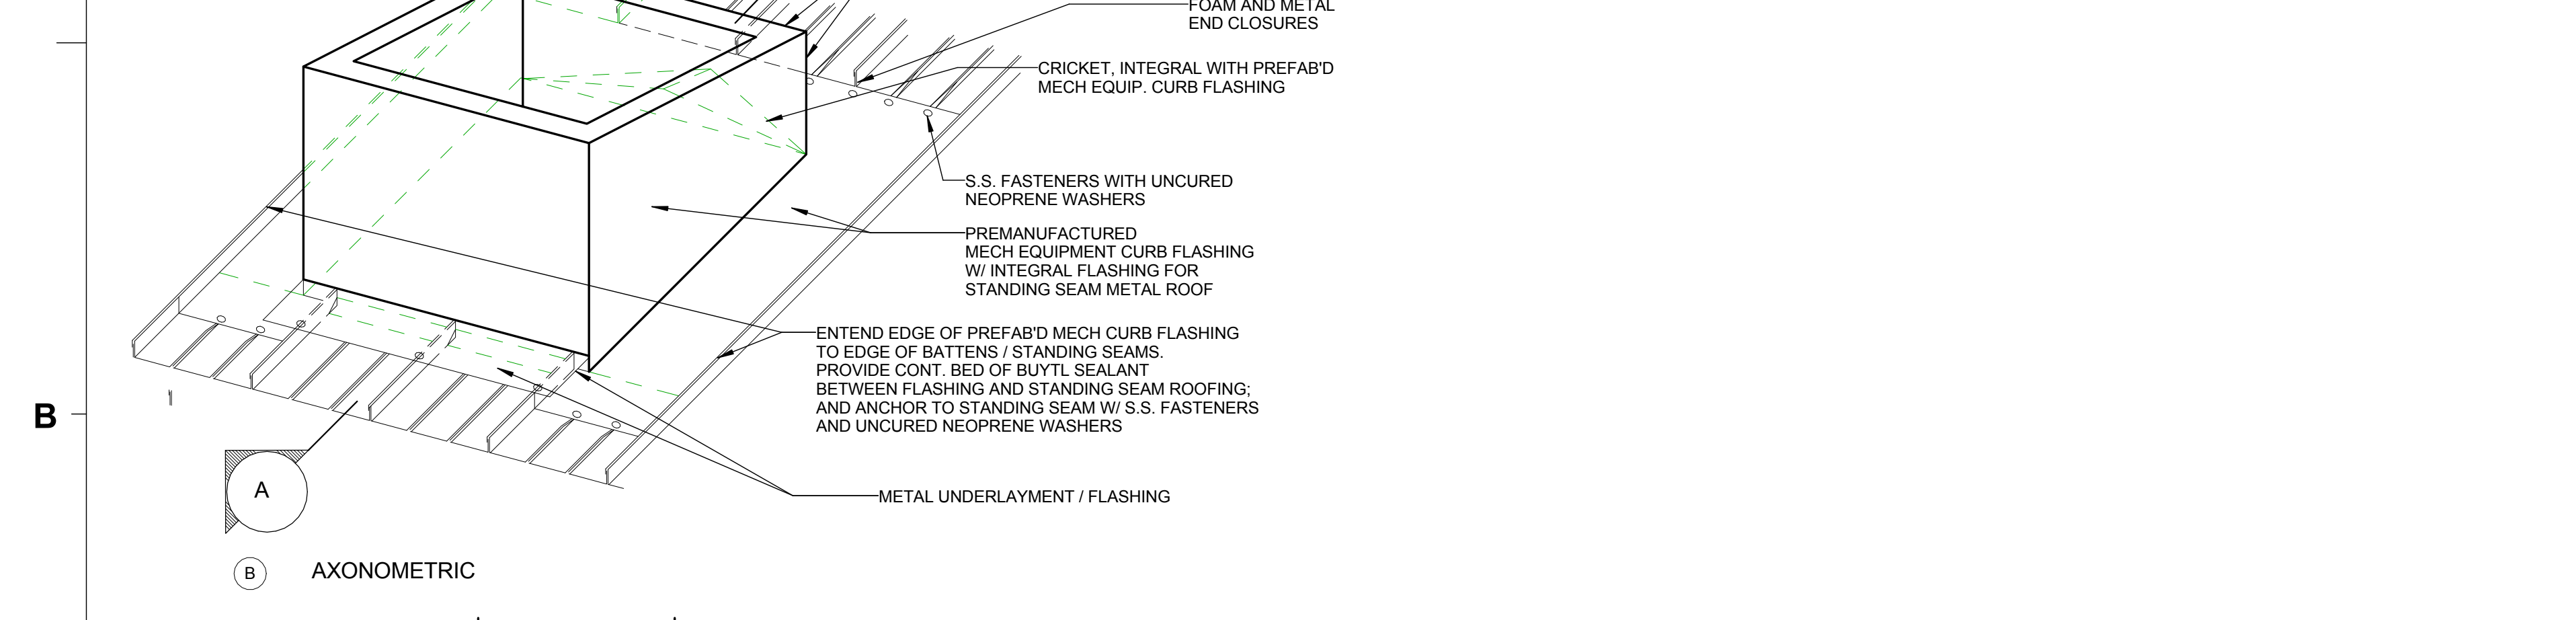 FOAM AND METAL
END CLOSURES
CRICKET, INTEGRAL WITH PREFAB'D
MECH EQUIP. CURB FLASHING
S.S. FASTENERS WITH UNCURED
NEOPRENE WASHERS
PREMANUFACTURED
MECH EQUIPMENT CURB FLASHING
W/ INTEGRAL FLASHING FOR
STANDING SEAM METAL ROOF
ENTEND EDGE OF PREFAB'D MECH CURB FLASHING
TO EDGE OF BATTENS / STANDING SEAMS.
PROVIDE CONT. BED OF BUYTL SEALANT
BETWEEN FLASHING AND STANDING SEAM ROOFING;
AND ANCHOR TO STANDING SEAM W/ S.S. FASTENERS
AND UNCURED NEOPRENE WASHERS
B
A
METAL UNDERLAYMENT / FLASHING
B AXONOMETRIC